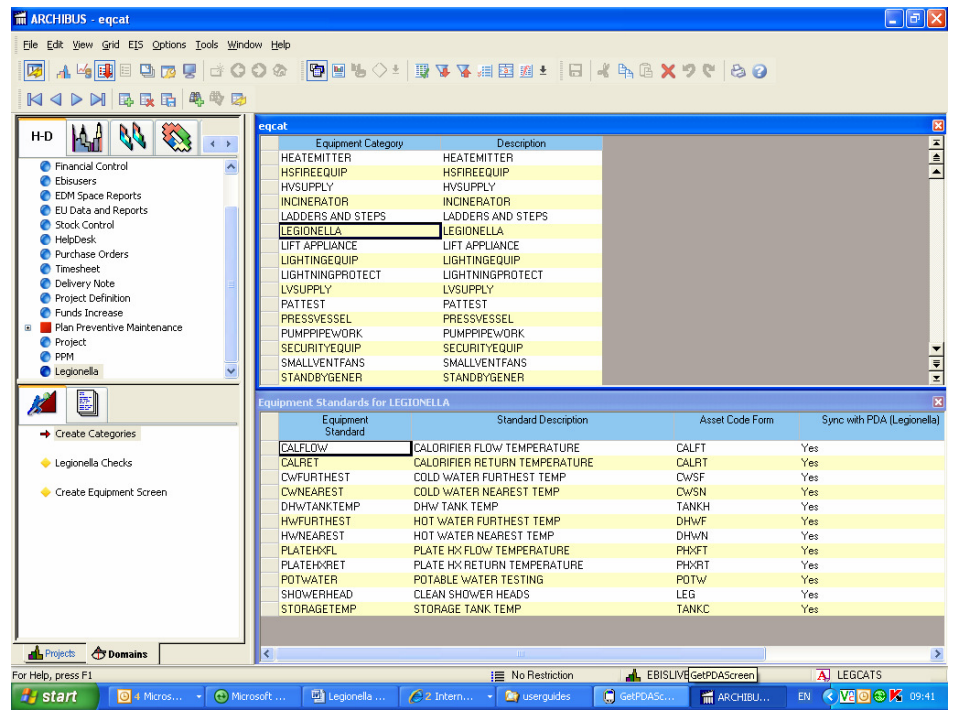 ARCHIBUS - eqcat
File Edit View Grid EIS Options Tools Window Help
H-D
Financial Control
Ebisusers
EDM Space Reports
EU Data and Reports
Stock Control
HelpDesk
Purchase Orders
Timesheet
Delivery Note
Project Definition
Funds Increase
Plan Preventive Maintenance
Project
PPM
Legionella
Create Categories
Legionella Checks
Create Equipment Screen
Projects Domains
eqcat
Equipment Category Description
HEATEMITTER HEATEMITTER
HSFIREEQUIP HSFIREEQUIP
HVSUPPLY HVSUPPLY
INCINERATOR INCINERATOR
LADDERS AND STEPS LADDERS AND STEPS
LEGIONELLA LEGIONELLA
LIFT APPLIANCE LIFT APPLIANCE
LIGHTINGEQUIP LIGHTINGEQUIP
LIGHTNINGPROTECT LIGHTNINGPROTECT
LVSUPPLY LVSUPPLY
PATTEST PATTEST
PRESSVESSEL PRESSVESSEL
PUMPPIPEWORK PUMPPIPEWORK
SECURITYEQUIP SECURITYEQUIP
SMALLVENTFANS SMALLVENTFANS
STANDBYGENER STANDBYGENER
Equipment Standards for LEGIONELLA
Equipment Standard Standard Description Asset Code Form Sync with PDA (Legionella)
CALFLOW CALORIFIER FLOW TEMPERATURE CALFT Yes
CALRET CALORIFIER RETURN TEMPERATURE CALRT Yes
CWFURTHEST COLD WATER FURTHEST TEMP CWSF Yes
CWNEAREST COLD WATER NEAREST TEMP CWSN Yes
DHWTANKTEMP DHW TANK TEMP TANKH Yes
HWFURTHEST HOT WATER FURTHEST TEMP DHWF Yes
HWNEAREST HOT WATER NEAREST TEMP DHWN Yes
PLATEHXFL PLATE HX FLOW TEMPERATURE PHXFT Yes
PLATEHXRET PLATE HX RETURN TEMPERATURE PHXRT Yes
POTWATER POTABLE WATER TESTING POTW Yes
SHOWERHEAD CLEAN SHOWER HEADS LEG Yes
STORAGETEMP STORAGE TANK TEMP TANKC Yes
For Help, press F1 No Restriction EBISLIVE GetPDAScreen LEGCATS
start 4 Micros... Microsoft ... Legionella ... 2 Intern... userguides GetPDASc... ARCHIBU... EN 09:41